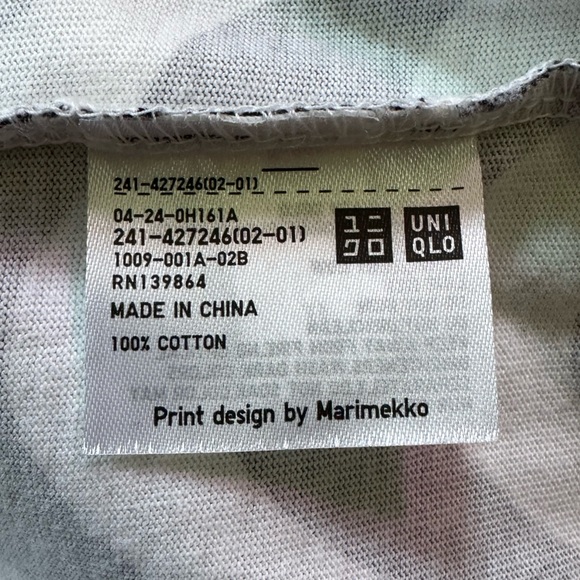 241-427246(02-01)
04-24-0H161A
241-427246(02-01)
1009-001A-02B
RN139864
MADE IN CHINA
100% COTTON
ユニ
クロ
UNI
QLO
Print design by Marimekko